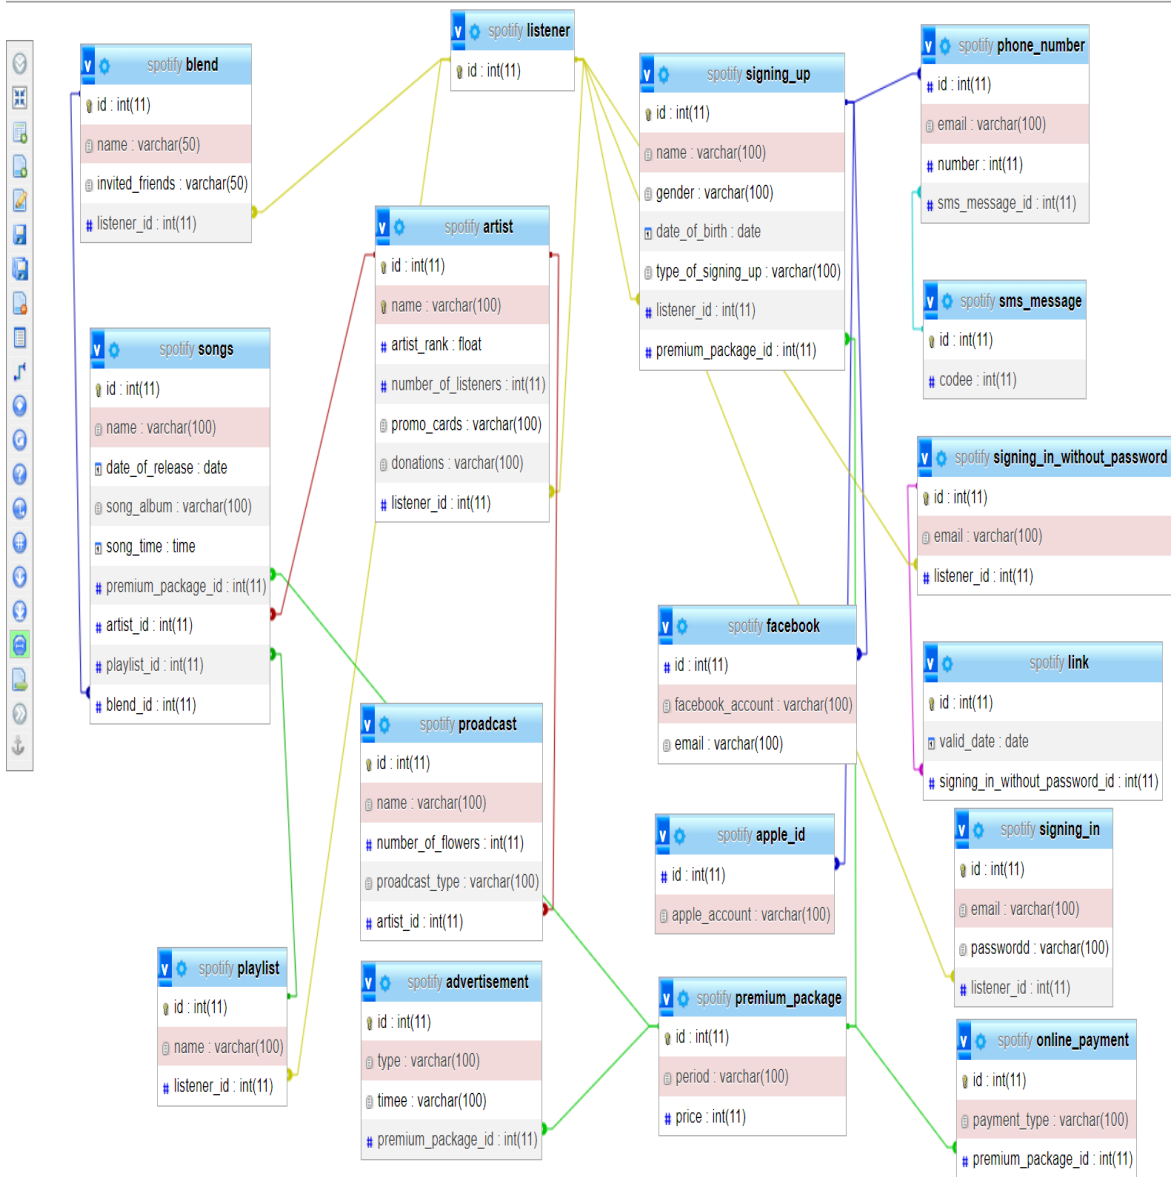 spotify blend
id : int(11)
name : varchar(50)
invited_friends : varchar(50)
listener_id : int(11)
spotify listener
id : int(11)
spotify signing_up
id : int(11)
name : varchar(100)
gender : varchar(100)
date_of_birth : date
type_of_signing_up : varchar(100)
listener_id : int(11)
premium_package_id : int(11)
spotify phone_number
id : int(11)
email : varchar(100)
number : int(11)
sms_message_id : int(11)
spotify artist
id : int(11)
name : varchar(100)
artist_rank : float
number_of_listeners : int(11)
promo_cards : varchar(100)
donations : varchar(100)
listener_id : int(11)
spotify sms_message
id : int(11)
codee : int(11)
spotify songs
id : int(11)
name : varchar(100)
date_of_release : date
song_album : varchar(100)
song_time : time
premium_package_id : int(11)
artist_id : int(11)
playlist_id : int(11)
blend_id : int(11)
spotify signing_in_without_password
id : int(11)
email : varchar(100)
listener_id : int(11)
spotify facebook
id : int(11)
facebook_account : varchar(100)
email : varchar(100)
spotify link
id : int(11)
valid_date : date
signing_in_without_password_id : int(11)
spotify proadcast
id : int(11)
name : varchar(100)
number_of_flowers : int(11)
proadcast_type : varchar(100)
artist_id : int(11)
spotify apple_id
id : int(11)
apple_account : varchar(100)
spotify signing_in
id : int(11)
email : varchar(100)
passwordd : varchar(100)
listener_id : int(11)
spotify playlist
id : int(11)
name : varchar(100)
listener_id : int(11)
spotify advertisement
id : int(11)
type : varchar(100)
timee : varchar(100)
premium_package_id : int(11)
spotify premium_package
id : int(11)
period : varchar(100)
price : int(11)
spotify online_payment
id : int(11)
payment_type : varchar(100)
premium_package_id : int(11)